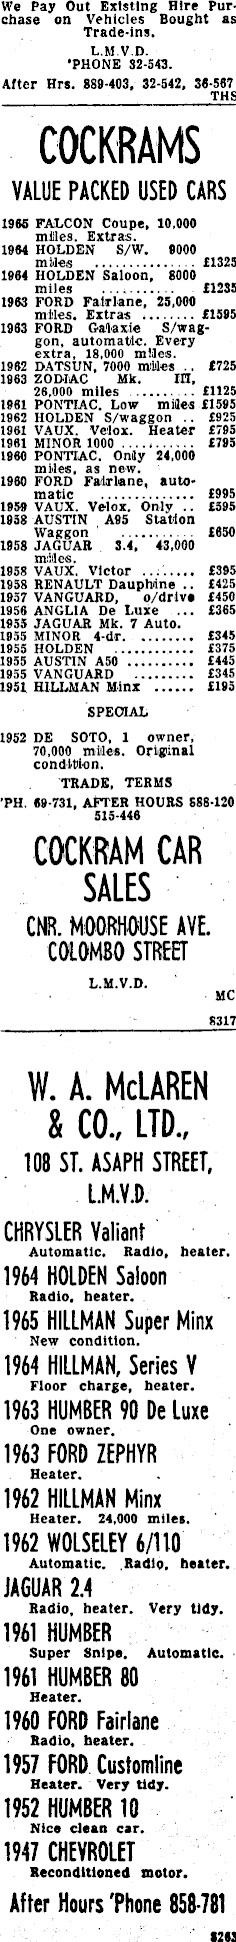 We Pay Out Existing Hire Pur-
chase on Vehicles Bought as
Trade-ins.
L.M.V.D.
'PHONE 32-543.
After Hrs. 889-403, 32-542, 36-567
THS
COCKRAMS
VALUE PACKED USED CARS
1965 FALCON Coupe, 10,000
miles. Extras.
1964 HOLDEN S/W. 9000
miles ............... £1325
1964 HOLDEN Saloon, 8000
miles .......... £1235
1963 FORD Fairlane, 25,000
miles. Extras ........ £1595
1963 FORD Galaxie S/wag-
gon, automatic. Every
extra, 18,000 miles.
1962 DATSUN, 7000 miles .. £725
1963 ZODIAC Mk. III,
26,000 miles ........... £1125
1961 PONTIAC. Low miles £1595
1962 HOLDEN S/waggon .. £925
1961 VAUX. Velox. Heater £795
1961 MINOR 1000 ........... £795
1960 PONTIAC. Only 24,000
miles, as new.
1960 FORD Fairlane, auto-
matic .............. £995
1959 VAUX. Velox. Only .. £595
1958 AUSTIN A95 Station
Waggon ........... £650
1958 JAGUAR 3.4, 43,000
miles.
1958 VAUX. Victor ........ £395
1958 RENAULT Dauphine .. £425
1957 VANGUARD, o/drive £450
1956 ANGLIA De Luxe ... £365
1955 JAGUAR Mk. 7 Auto.
1955 MINOR 4-dr. ........ £345
1955 HOLDEN ............ £375
1955 AUSTIN A50 .......... £445
1955 VANGUARD ........ £345
1951 HILLMAN Minx ...... £195
SPECIAL
1952 DE SOTO, 1 owner,
70,000 miles. Original
condition.
TRADE, TERMS
'PH. 69-731, AFTER HOURS 888-120
515-446
COCKRAM CAR
SALES
CNR. MOORHOUSE AVE.
COLOMBO STREET
L.M.V.D.
MC
8317
W. A. McLAREN
& CO., LTD.,
108 ST. ASAPH STREET,
L.M.V.D.
CHRYSLER Valiant
Automatic. Radio, heater.
1964 HOLDEN Saloon
Radio, heater.
1965 HILLMAN Super Minx
New condition.
1964 HILLMAN, Series V
Floor charge, heater.
1963 HUMBER 90 De Luxe
One owner.
1963 FORD ZEPHYR
Heater.
1962 HILLMAN Minx
Heater. 24,000 miles.
1962 WOLSELEY 6/110
Automatic. Radio, heater.
JAGUAR 2.4
Radio, heater. Very tidy.
1961 HUMBER
Super Snipe. Automatic.
1961 HUMBER 80
Heater.
1960 FORD Fairlane
Radio, heater.
1957 FORD Customline
Heater. Very tidy.
1952 HUMBER 10
Nice clean car.
1947 CHEVROLET
Reconditioned motor.
After Hours 'Phone 858-781
8263